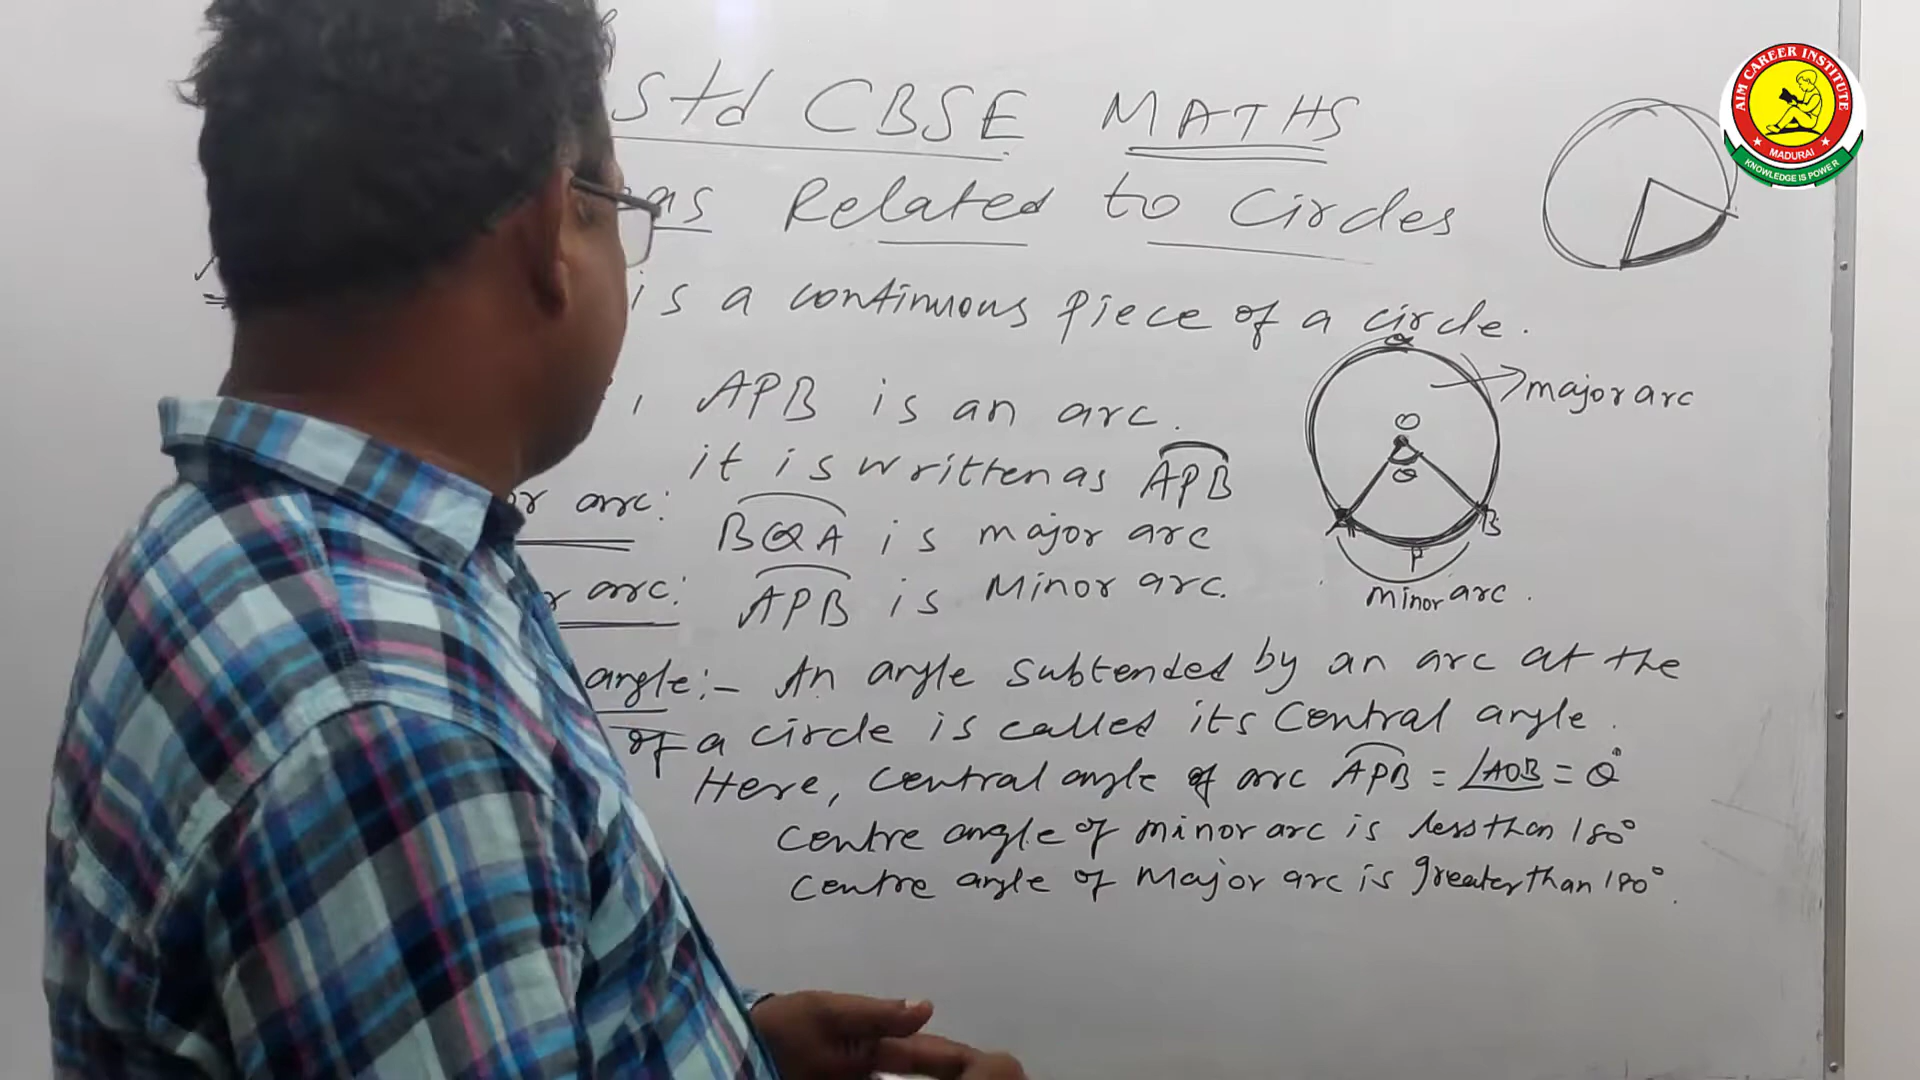 Std CBSE MATHS
as Related to Circles
is a continuous piece of a circle.
, APB is an arc.
it is written as APB
r arc: BQA is major arc
r arc: APB is Minor arc.
angle:- An angle subtended by an arc at the
of a circle is called its Central angle.
Here, Central angle of arc APB = ∠AOB = θ°
Centre angle of minor arc is less than 180°
Centre angle of Major arc is greater than 180°.
Q
major arc
O
θ
A
B
P
minor arc.
AIM CAREER INSTITUTE
MADURAI
KNOWLEDGE IS POWER